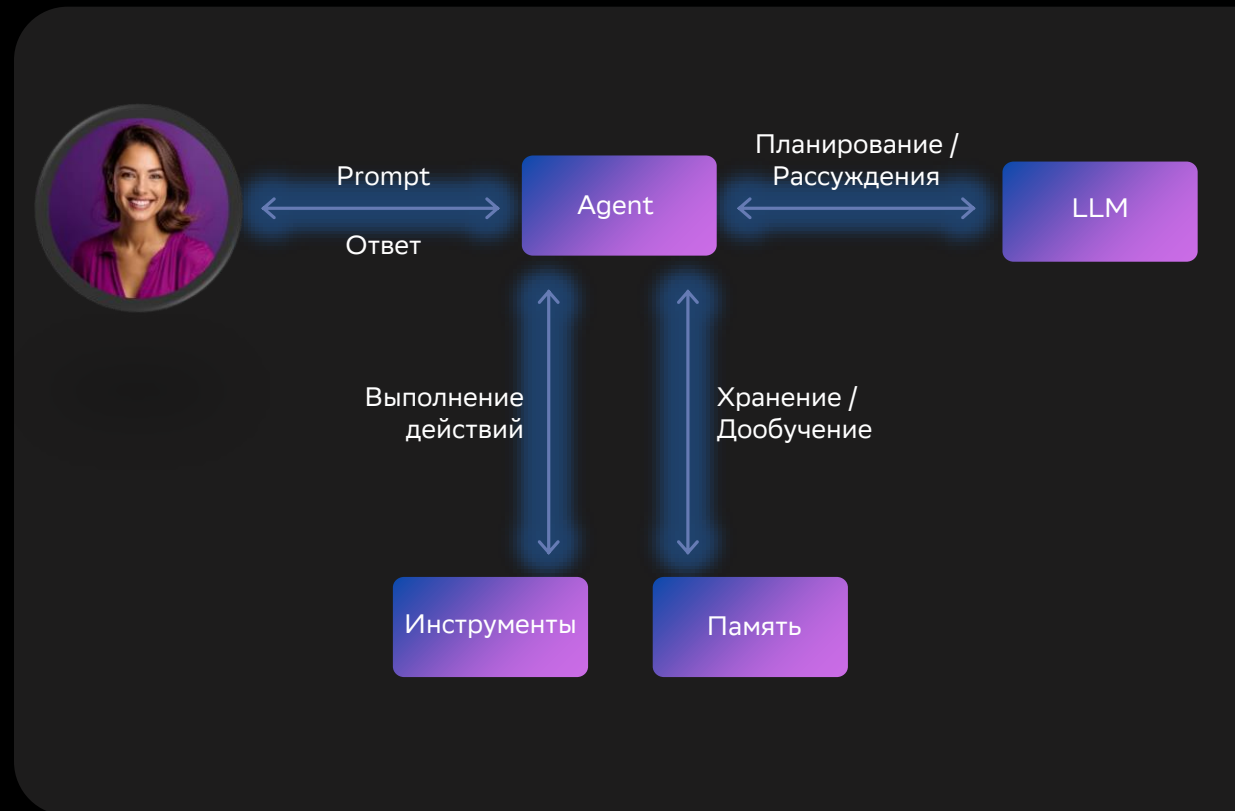 Prompt
Ответ
Agent
Планирование /
Рассуждения
LLM
Выполнение
действий
Хранение /
Дообучение
Инструменты
Память